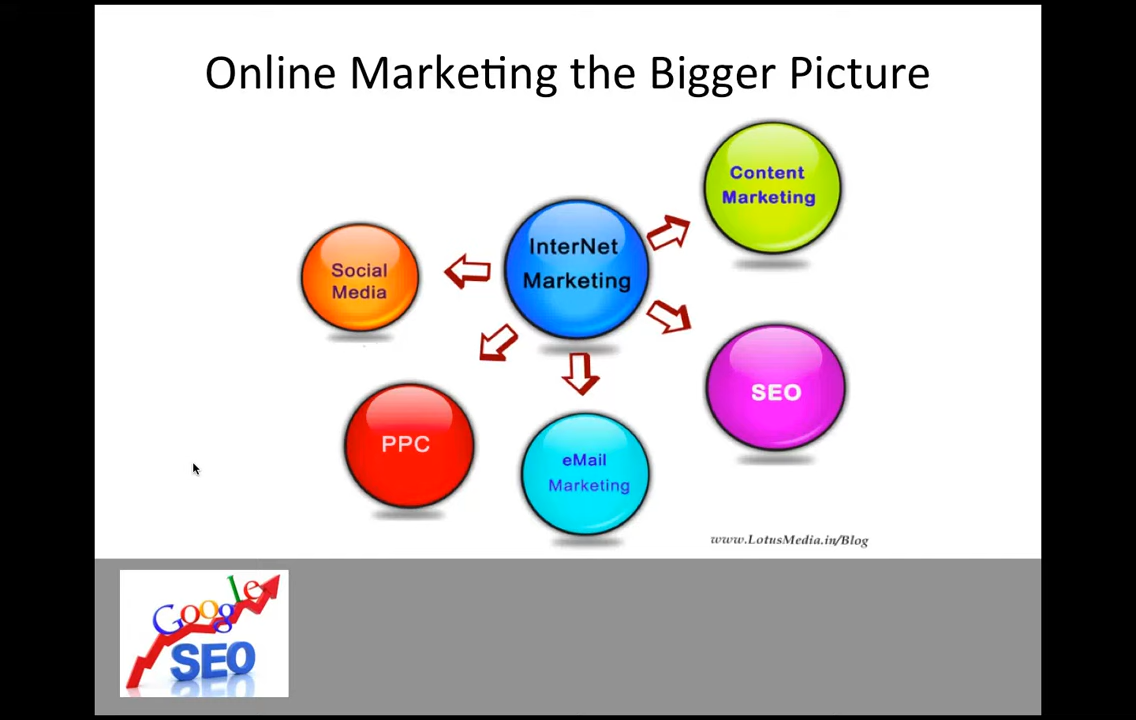 Online Marketing the Bigger Picture
Content
Marketing
InterNet
Marketing
Social
Media
SEO
PPC
eMail
Marketing
www.LotusMedia.in/Blog
Google
SEO